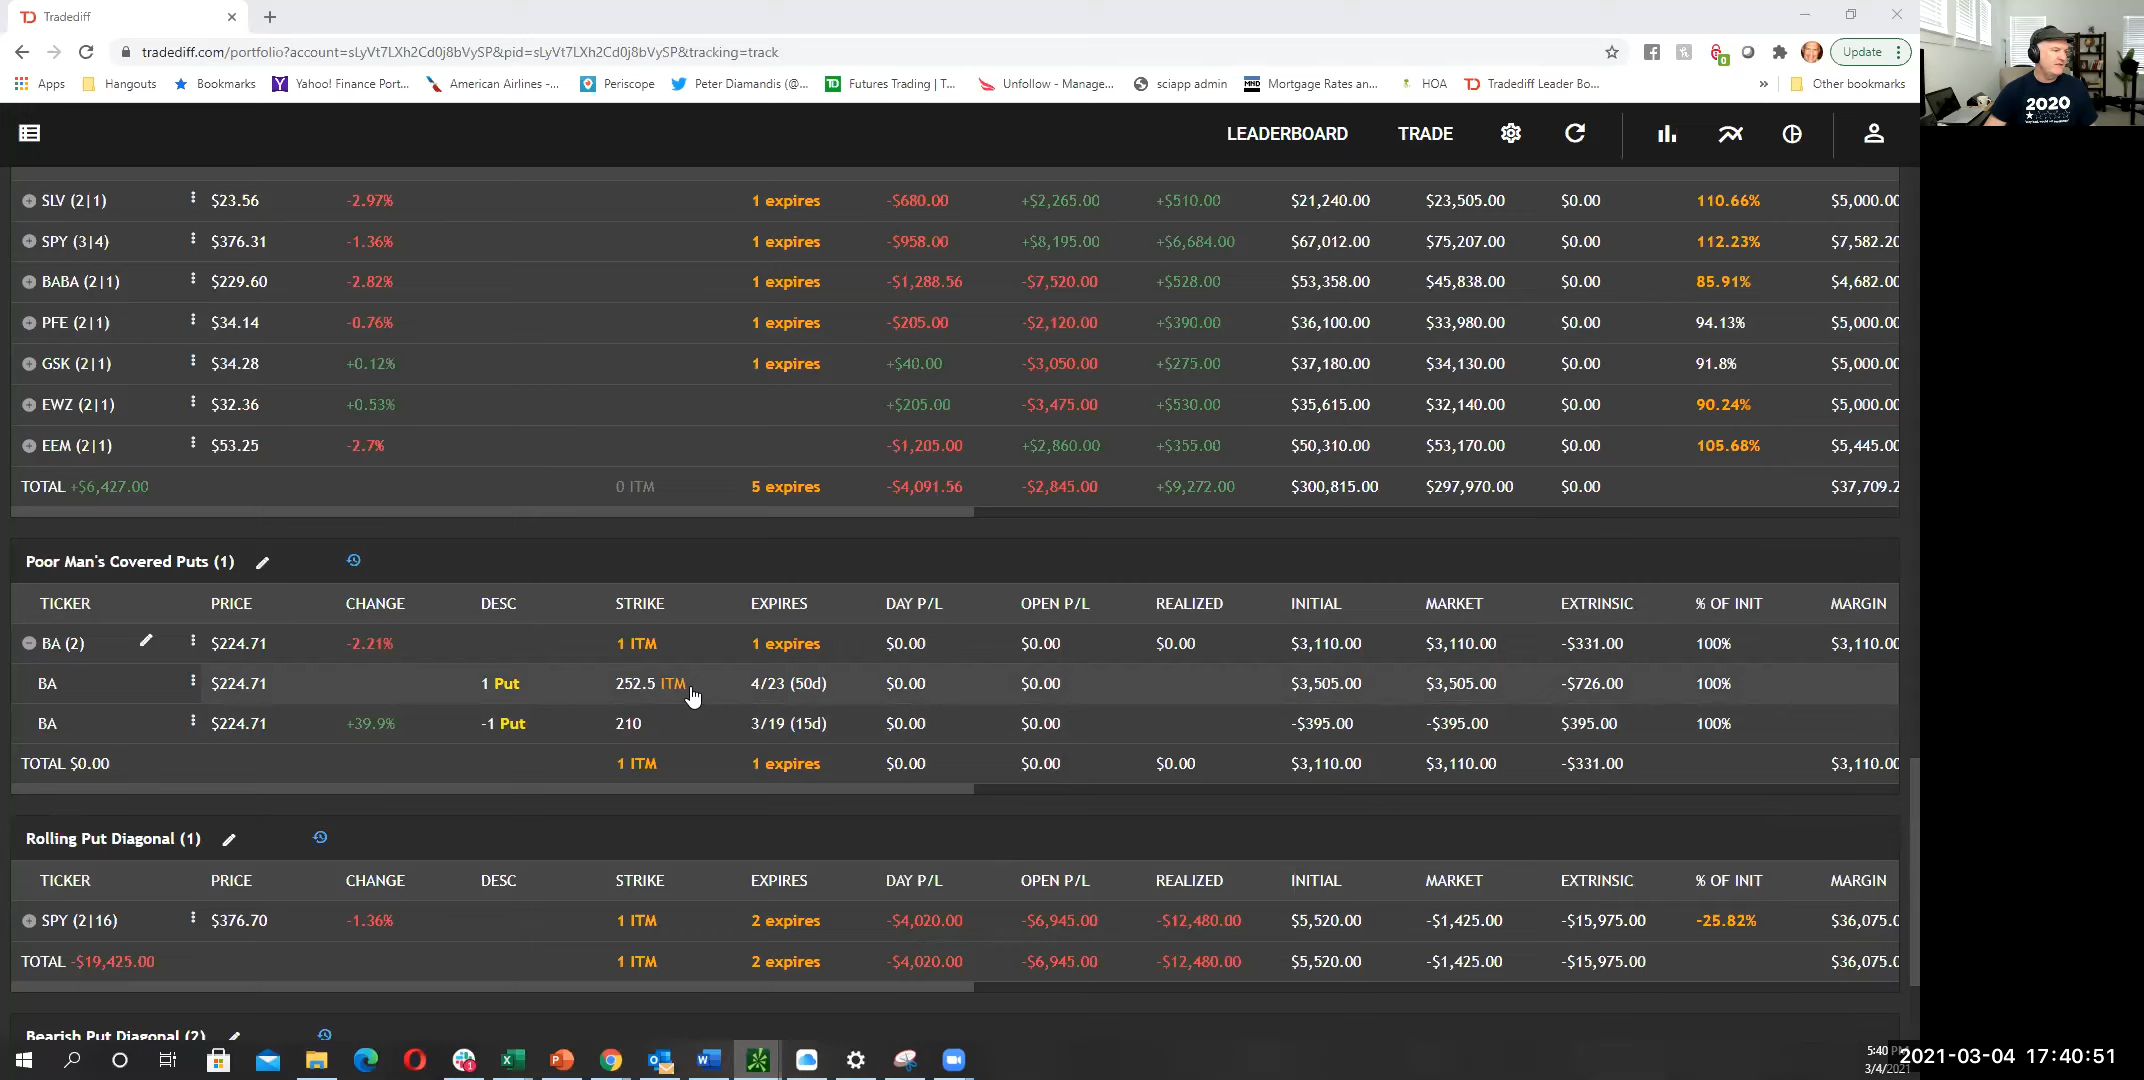 Tradediff
tradediff.com/portfolio?account=sLyVt7LXh2Cd0j8bVySP&pid=sLyVt7LXh2Cd0j8bVySP&tracking=track
0
Update
Apps Hangouts Bookmarks Yahoo! Finance Port... American Airlines -... Periscope Peter Diamandis (@... Futures Trading | T... Unfollow - Manage... sciapp admin MND Mortgage Rates an... HOA Tradediff Leader Bo... » Other bookmarks
2020
LEADERBOARD TRADE
SLV (2|1) $23.56 -2.97% 1 expires -$680.00 +$2,265.00 +$510.00 $21,240.00 $23,505.00 $0.00 110.66% $5,000.00
SPY (3|4) $376.31 -1.36% 1 expires -$958.00 +$8,195.00 +$6,684.00 $67,012.00 $75,207.00 $0.00 112.23% $7,582.20
BABA (2|1) $229.60 -2.82% 1 expires -$1,288.56 -$7,520.00 +$528.00 $53,358.00 $45,838.00 $0.00 85.91% $4,682.00
PFE (2|1) $34.14 -0.76% 1 expires -$205.00 -$2,120.00 +$390.00 $36,100.00 $33,980.00 $0.00 94.13% $5,000.00
GSK (2|1) $34.28 +0.12% 1 expires +$40.00 -$3,050.00 +$275.00 $37,180.00 $34,130.00 $0.00 91.8% $5,000.00
EWZ (2|1) $32.36 +0.53% +$205.00 -$3,475.00 +$530.00 $35,615.00 $32,140.00 $0.00 90.24% $5,000.00
EEM (2|1) $53.25 -2.7% -$1,205.00 +$2,860.00 +$355.00 $50,310.00 $53,170.00 $0.00 105.68% $5,445.00
TOTAL +$6,427.00 0 ITM 5 expires -$4,091.56 -$2,845.00 +$9,272.00 $300,815.00 $297,970.00 $0.00 $37,709.2
Poor Man's Covered Puts (1)
TICKER PRICE CHANGE DESC STRIKE EXPIRES DAY P/L OPEN P/L REALIZED INITIAL MARKET EXTRINSIC % OF INIT MARGIN
BA (2) $224.71 -2.21% 1 ITM 1 expires $0.00 $0.00 $0.00 $3,110.00 $3,110.00 -$331.00 100% $3,110.00
BA $224.71 1 Put 252.5 ITM 4/23 (50d) $0.00 $0.00 $3,505.00 $3,505.00 -$726.00 100%
BA $224.71 +39.9% -1 Put 210 3/19 (15d) $0.00 $0.00 -$395.00 -$395.00 $395.00 100%
TOTAL $0.00 1 ITM 1 expires $0.00 $0.00 $0.00 $3,110.00 $3,110.00 -$331.00 $3,110.00
Rolling Put Diagonal (1)
TICKER PRICE CHANGE DESC STRIKE EXPIRES DAY P/L OPEN P/L REALIZED INITIAL MARKET EXTRINSIC % OF INIT MARGIN
SPY (2|16) $376.70 -1.36% 1 ITM 2 expires -$4,020.00 -$6,945.00 -$12,480.00 $5,520.00 -$1,425.00 -$15,975.00 -25.82% $36,075.0
TOTAL -$19,425.00 1 ITM 2 expires -$4,020.00 -$6,945.00 -$12,480.00 $5,520.00 -$1,425.00 -$15,975.00 $36,075.0
Bearish Put Diagonal (2)
5:40 PM
3/4/2021
2021-03-04 17:40:51